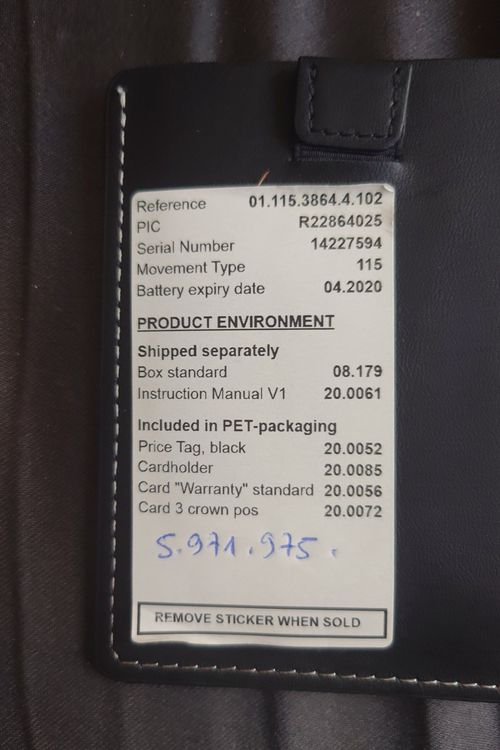 Reference 01.115.3864.4.102
PIC R22864025
Serial Number 14227594
Movement Type 115
Battery expiry date 04.2020
PRODUCT ENVIRONMENT
Shipped separately
Box standard 08.179
Instruction Manual V1 20.0061
Included in PET-packaging
Price Tag, black 20.0052
Cardholder 20.0085
Card "Warranty" standard 20.0056
Card 3 crown pos 20.0072
5.971.975.
REMOVE STICKER WHEN SOLD